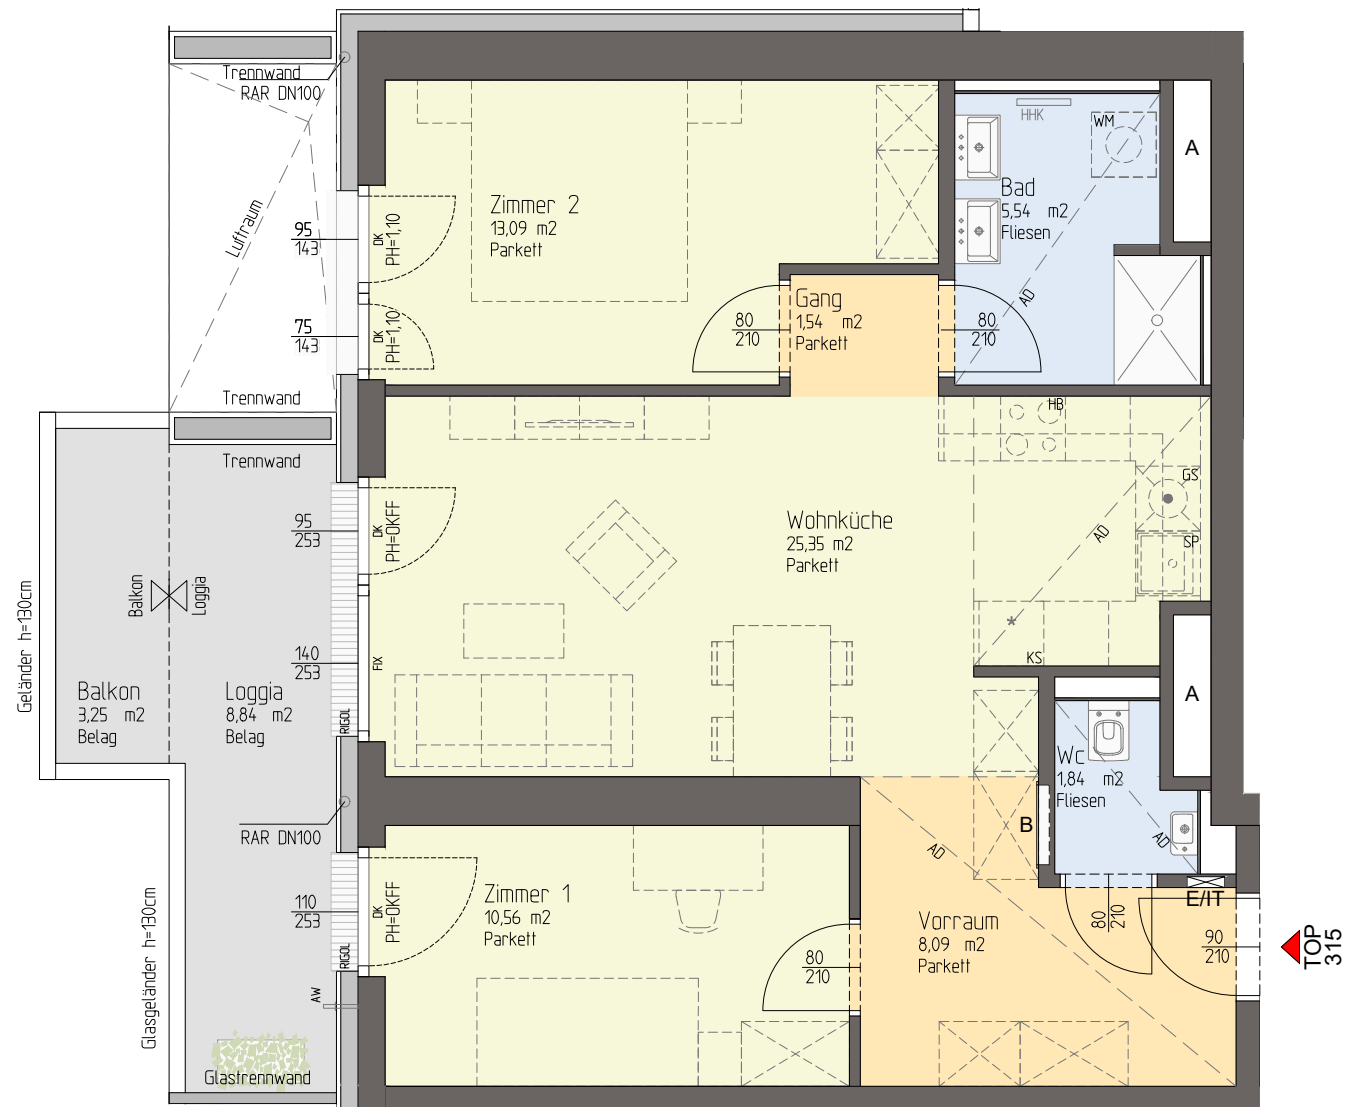 Trennwand
RAR DN100
Luftraum
95
143
DK
PH=1,10
75
143
DK
PH=1,10
Zimmer 2
13,09 m2
Parkett
HHK
WM
Bad
5,54 m2
Fliesen
AD
A
Gang
1,54 m2
Parkett
80
210
80
210
Trennwand
Trennwand
95
253
DK
PH=OKFF
140
253
FIX
RIGOL
Geländer h=130cm
Balkon
Loggia
Balkon
3,25 m2
Belag
Loggia
8,84 m2
Belag
Wohnküche
25,35 m2
Parkett
HB
GS
SP
AD
*
KS
A
Wc
1,84 m2
Fliesen
AD
B
AD
E/IT
RAR DN100
110
253
DK
PH=OKFF
RIGOL
AW
Glasgeländer h=130cm
Glastrennwand
Zimmer 1
10,56 m2
Parkett
80
210
Vorraum
8,09 m2
Parkett
80
210
90
210
TOP
315